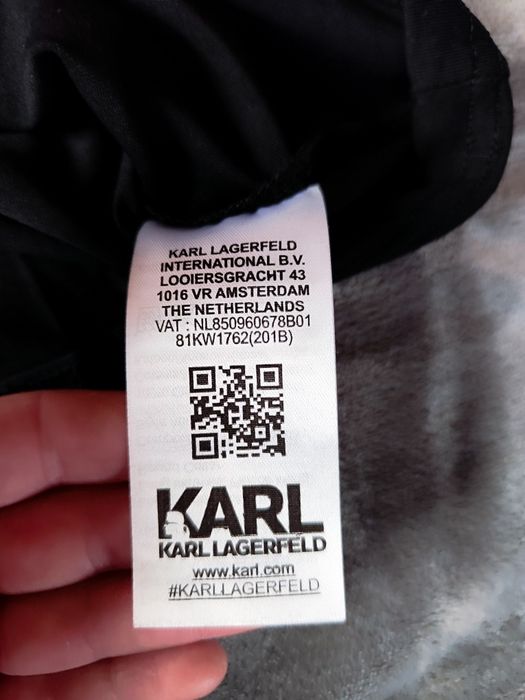 KARL LAGERFELD
INTERNATIONAL B.V.
LOOIERSGRACHT 43
1016 VR AMSTERDAM
THE NETHERLANDS
VAT : NL850960678B01
81KW1762(201B)
KARL
KARL LAGERFELD
www.karl.com
#KARLLAGERFELD